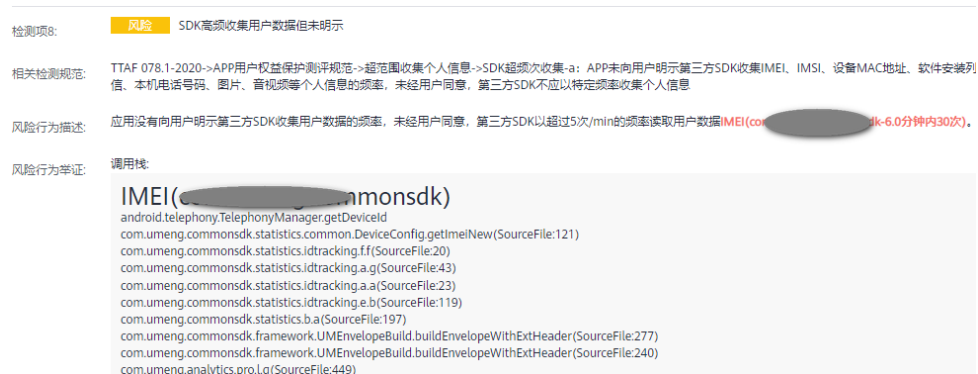 检测项8: 风险 SDK高频收集用户数据但未明示
相关检测规范: TTAF 078.1-2020->APP用户权益保护测评规范->超范围收集个人信息->SDK超频次收集-a：APP未向用户明示第三方SDK收集IMEI、IMSI、设备MAC地址、软件安装列
信、本机电话号码、图片、音视频等个人信息的频率，未经用户同意，第三方SDK不应以特定频率收集个人信息
风险行为描述: 应用没有向用户明示第三方SDK收集用户数据的频率，未经用户同意，第三方SDK以超过5次/min的频率读取用户数据IMEI(co dk-6.0分钟内30次)。
风险行为举证: 调用栈:
IMEI(c mmonsdk)
android.telephony.TelephonyManager.getDeviceId
com.umeng.commonsdk.statistics.common.DeviceConfig.getImeiNew(SourceFile:121)
com.umeng.commonsdk.statistics.idtracking.f.f(SourceFile:20)
com.umeng.commonsdk.statistics.idtracking.a.g(SourceFile:43)
com.umeng.commonsdk.statistics.idtracking.a.a(SourceFile:23)
com.umeng.commonsdk.statistics.idtracking.e.b(SourceFile:119)
com.umeng.commonsdk.statistics.b.a(SourceFile:197)
com.umeng.commonsdk.framework.UMEnvelopeBuild.buildEnvelopeWithExtHeader(SourceFile:277)
com.umeng.commonsdk.framework.UMEnvelopeBuild.buildEnvelopeWithExtHeader(SourceFile:240)
com.umeng.analytics.pro.l.g(SourceFile:449)